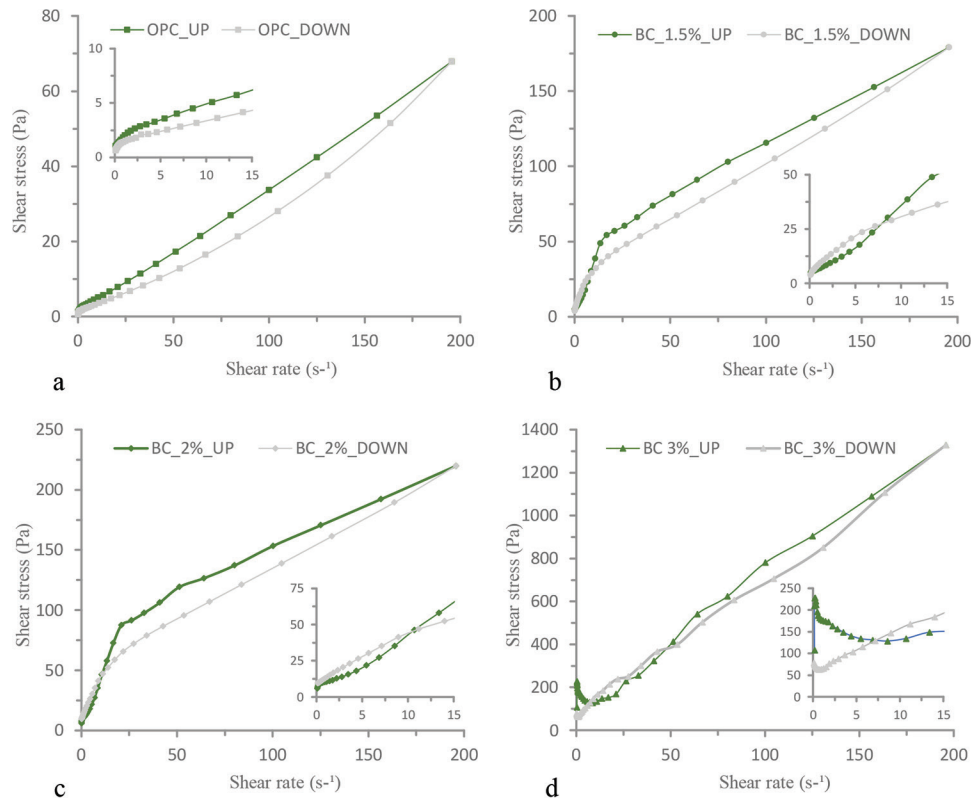 OPC_UP OPC_DOWN
80
70
60
50
40
30
20
10
0
Shear stress (Pa)
10
5
0
0 5 10 15
0 50 100 150 200
Shear rate (s-¹)
a
BC_1.5%_UP BC_1.5%_DOWN
200
150
100
50
0
Shear stress (Pa)
50
25
0
0 5 10 15
0 50 100 150 200
Shear rate (s-¹)
b
BC_2%_UP BC_2%_DOWN
250
200
150
100
50
0
Shear stress (Pa)
75
50
25
0
0 5 10 15
0 50 100 150 200
Shear rate (s-¹)
c
BC 3%_UP BC_3%_DOWN
1400
1200
1000
800
600
400
200
0
Shear stress (Pa)
250
200
150
100
50
0
0 5 10 15
0 50 100 150 200
Shear rate (s-¹)
d